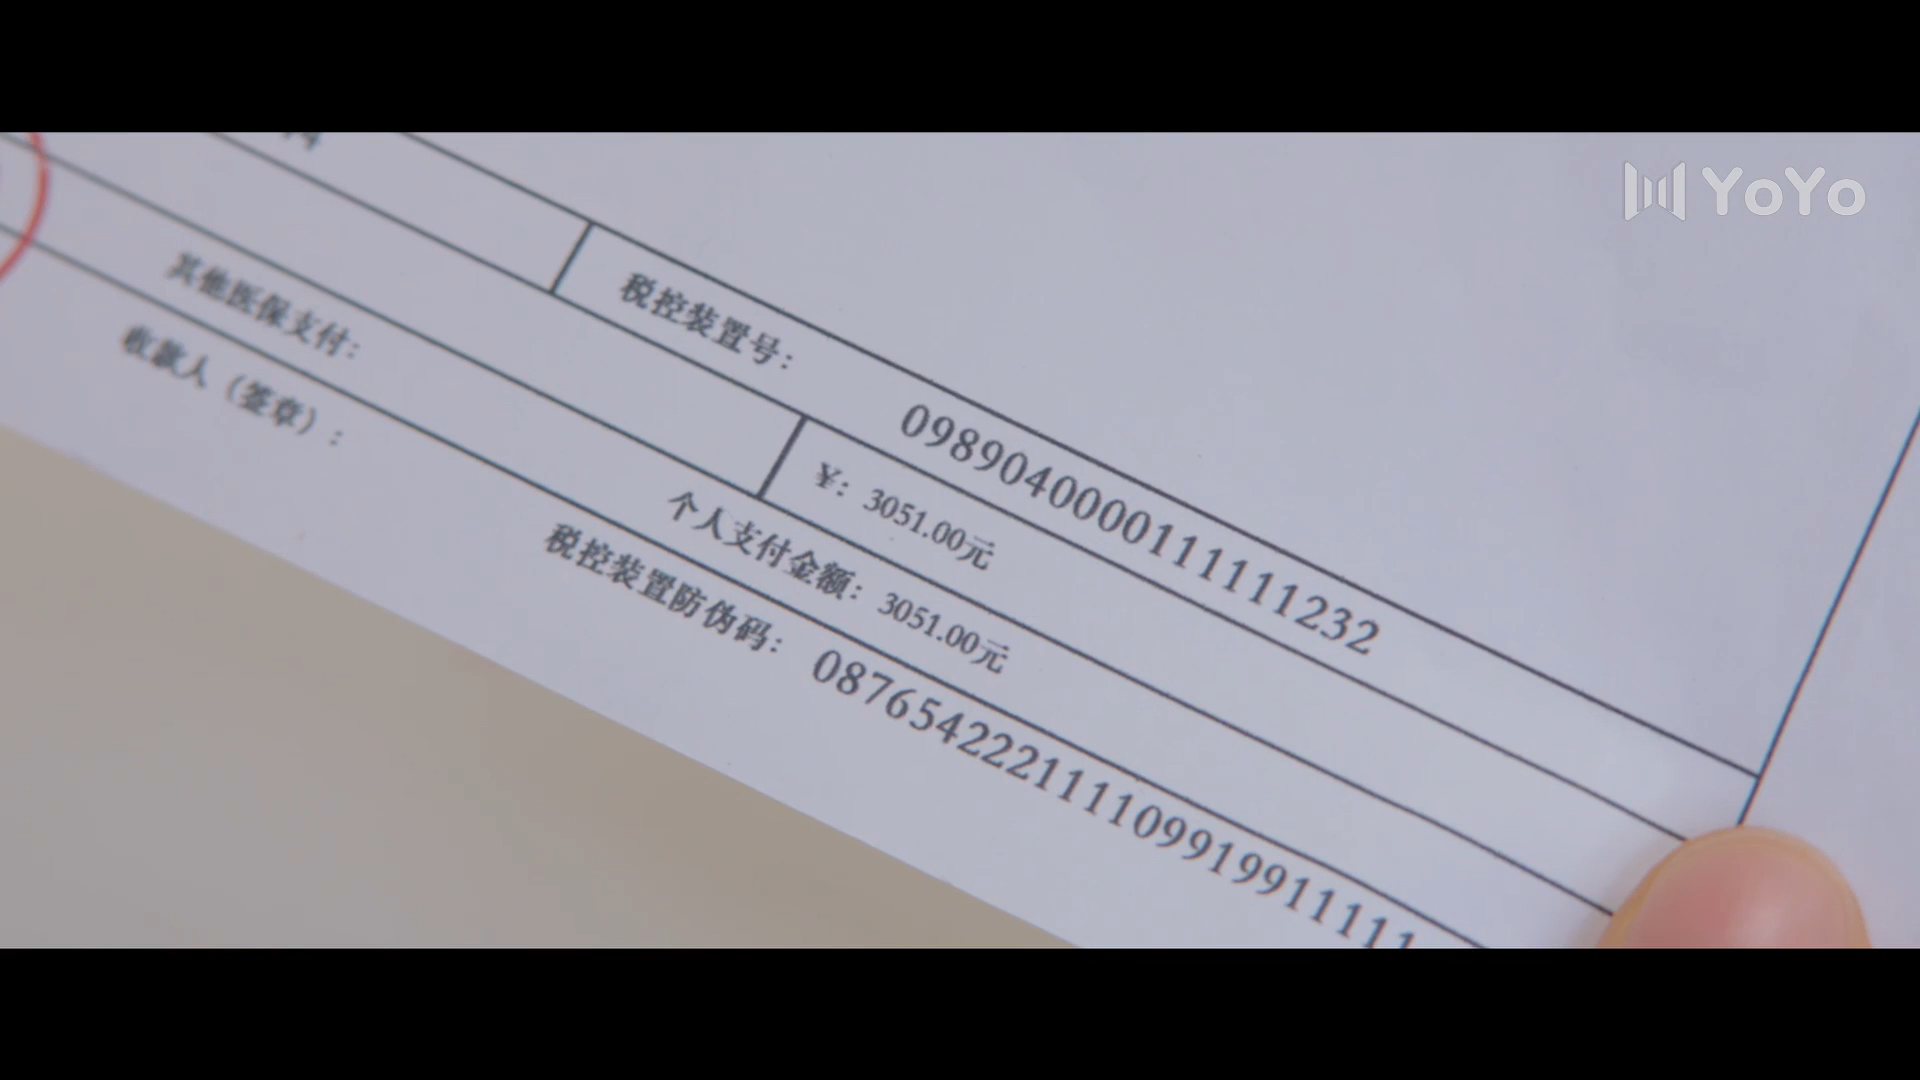 YOYO
税控装置号： 098904000011111232
¥：3051.00元
其他医保支付： 个人支付金额：3051.00元
收款人（签章）： 税控装置防伪码： 08765422211110991991111